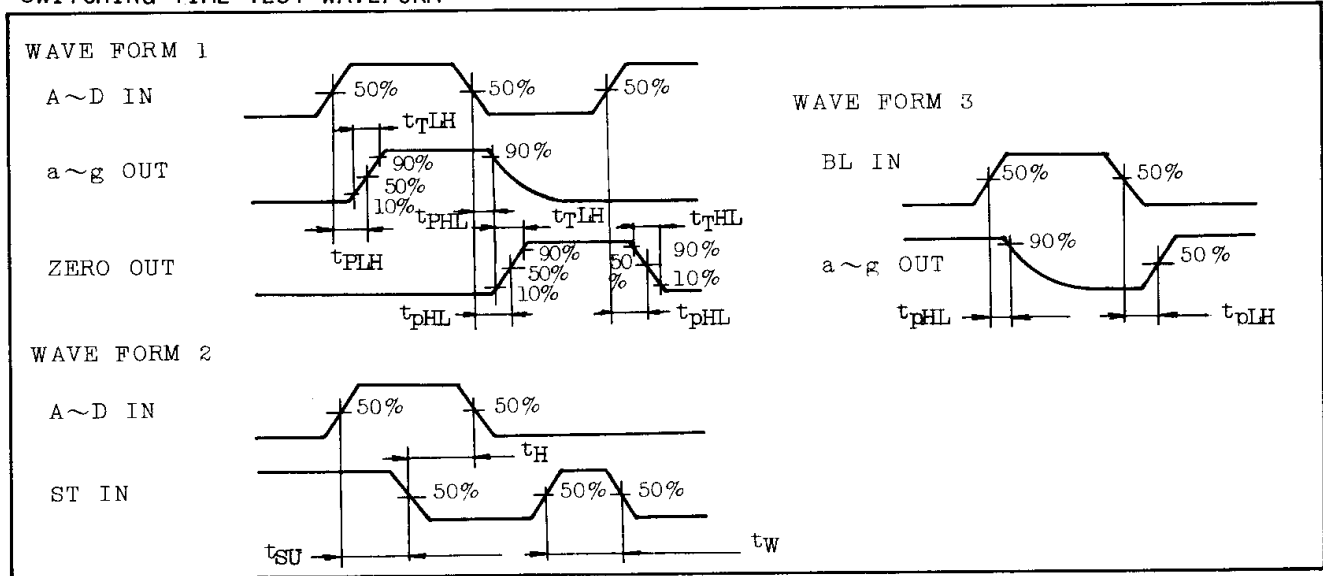 SWITCHING TIME TEST WAVEFORM
WAVE FORM 1
A~D IN
50%
50%
50%
tTLH
a~g OUT
90%
50%
10%
90%
tPLH
tPHL
tTLH
tTHL
ZERO OUT
90%
50%
10%
50
%
90%
10%
tpHL
tpHL
WAVE FORM 2
A~D IN
50%
50%
tH
ST IN
50%
50%
50%
tSU
tW
WAVE FORM 3
BL IN
50%
50%
a~g OUT
90%
50%
tpHL
tpLH